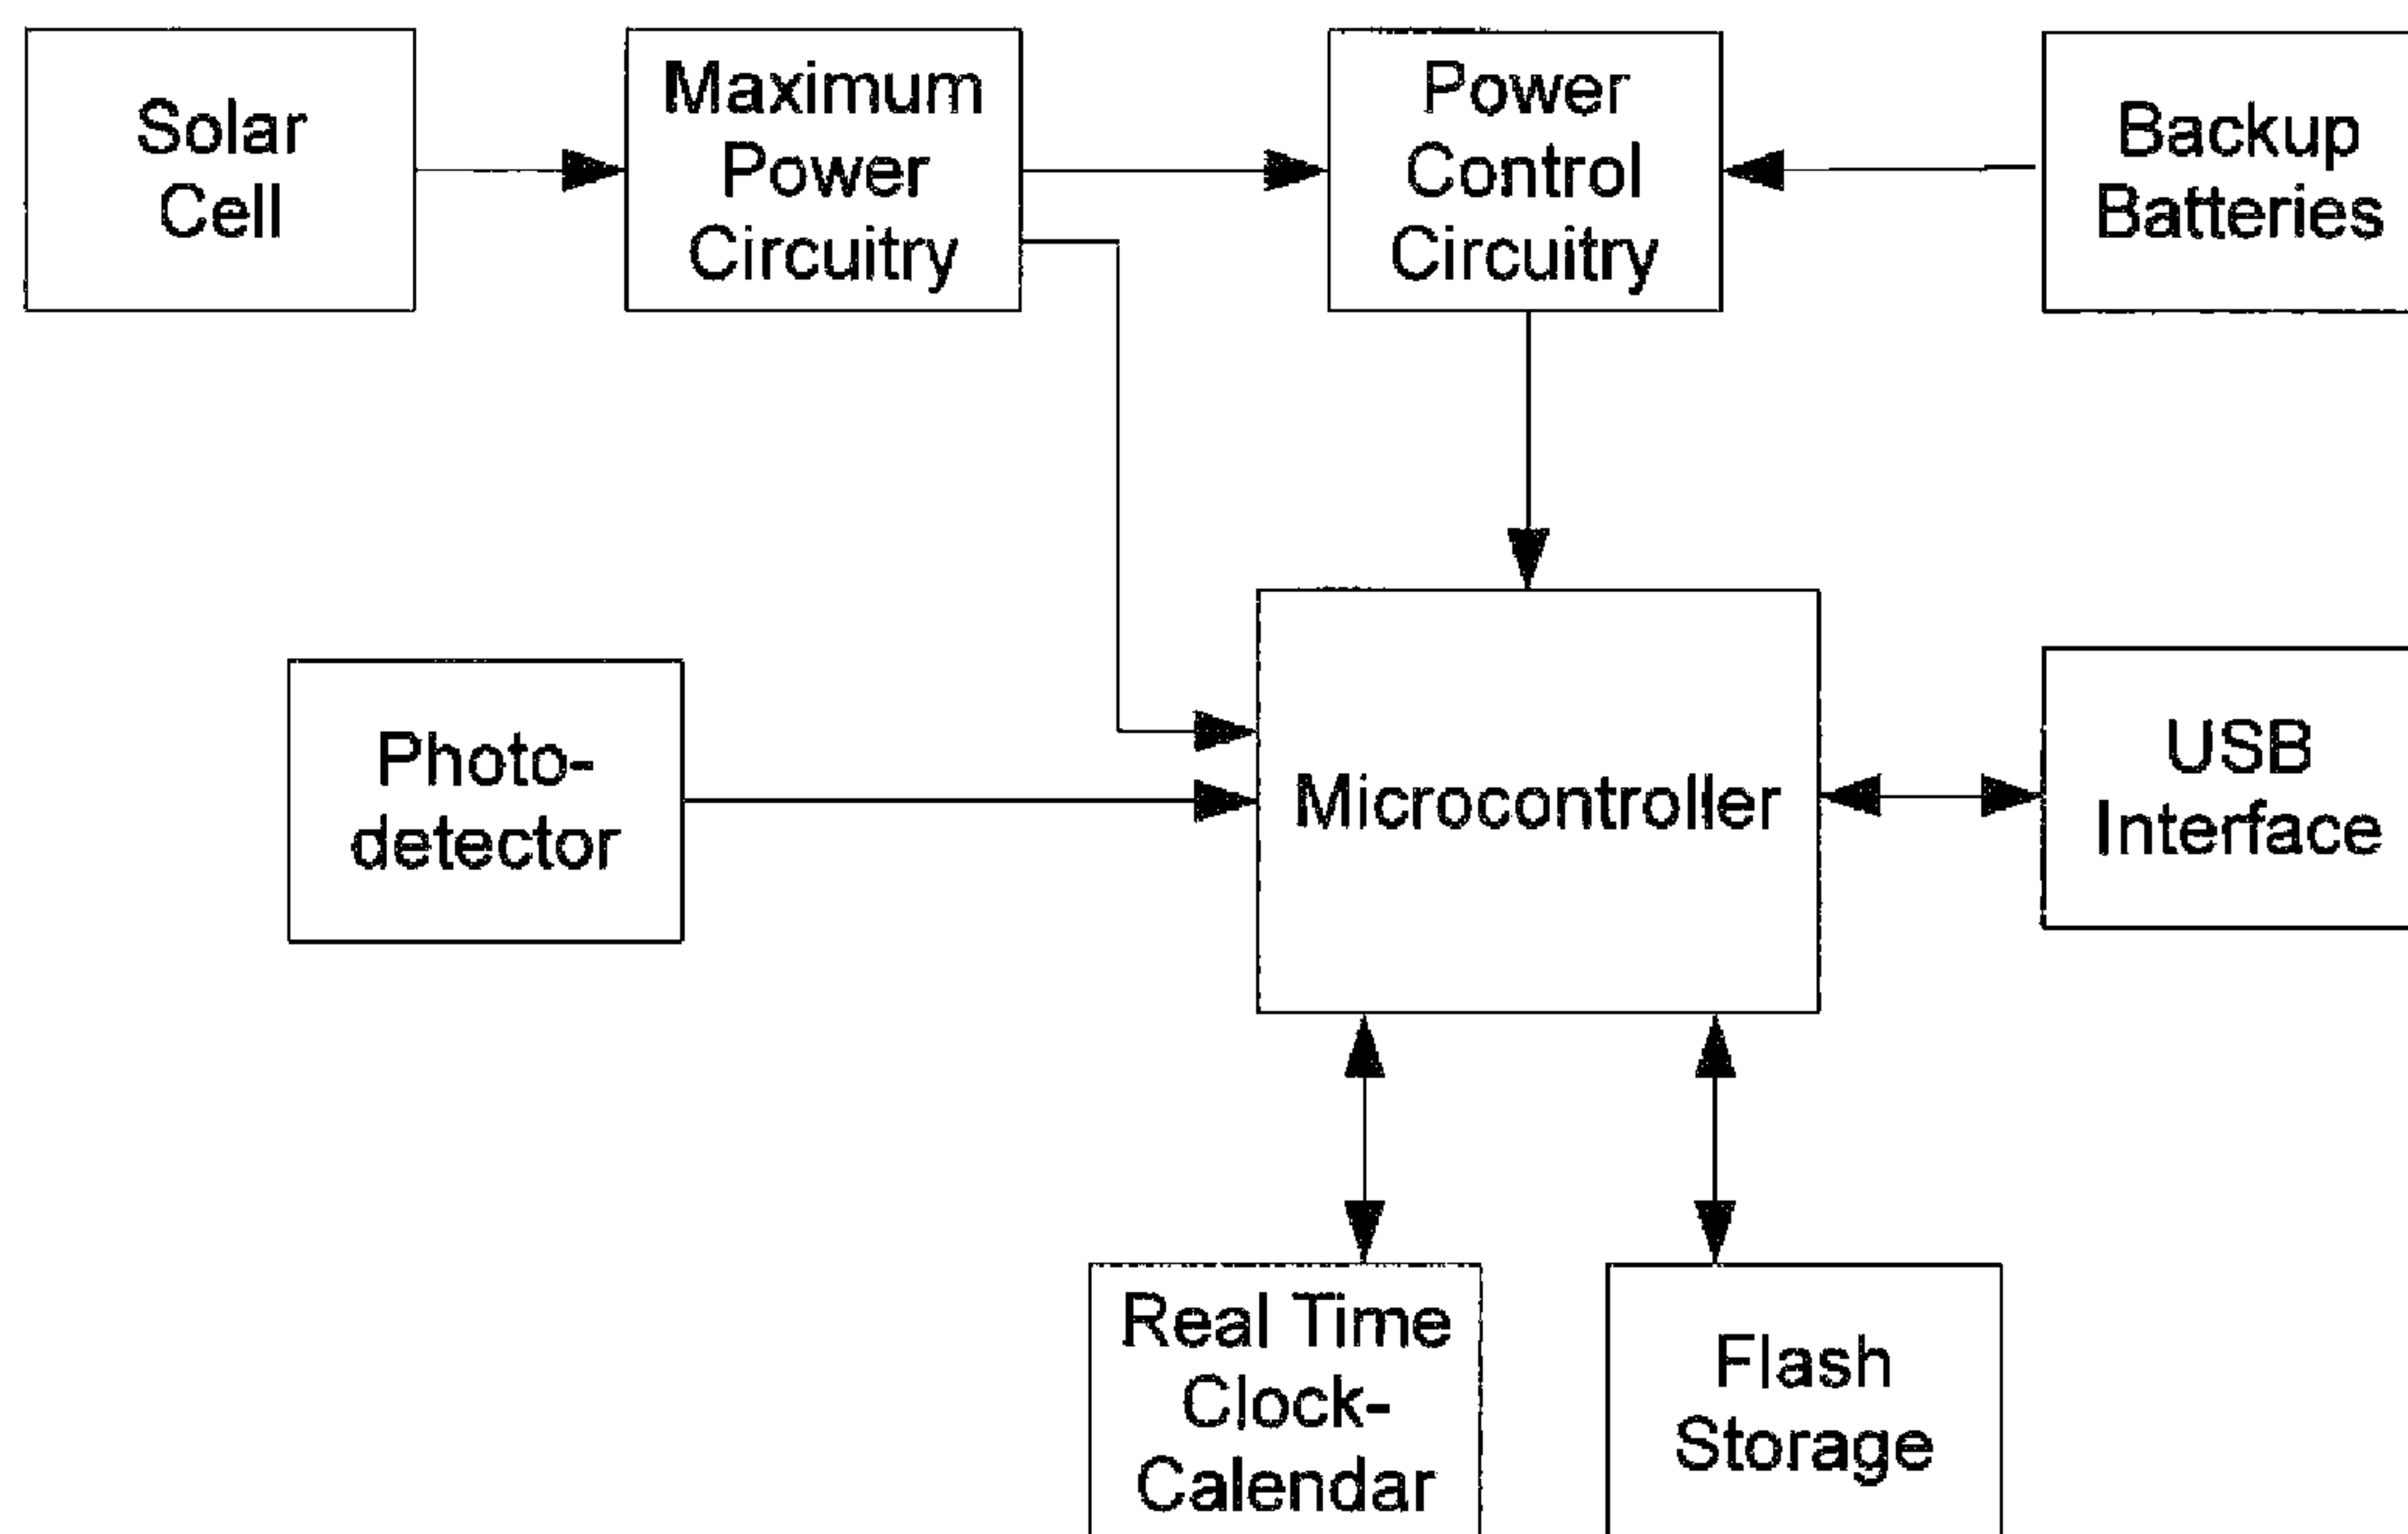 Solar
Cell
Maximum
Power
Circuitry
Power
Control
Circuitry
Backup
Batteries
Photo-
detector
Microcontroller
USB
Interface
Real Time
Clock-
Calendar
Flash
Storage